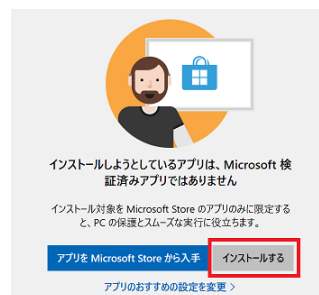 インストールしようとしているアプリは、Microsoft 検
証済みアプリではありません
インストール対象を Microsoft Store のアプリのみに限定する
と、PC の保護とスムーズな実行に役立ちます。
アプリを Microsoft Store から入手
インストールする
アプリのおすすめの設定を変更 >